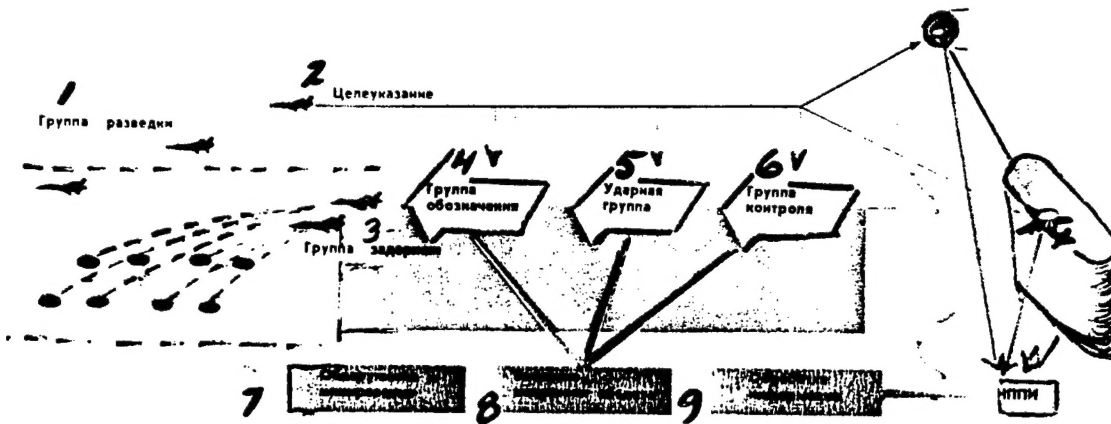 1
Группа разведки
2
Целеуказание
3
Группа
4 V
Группа
обозначения
5 V
Ударная
группа
6 V
Группа
контроля
7
8
9
НППИ